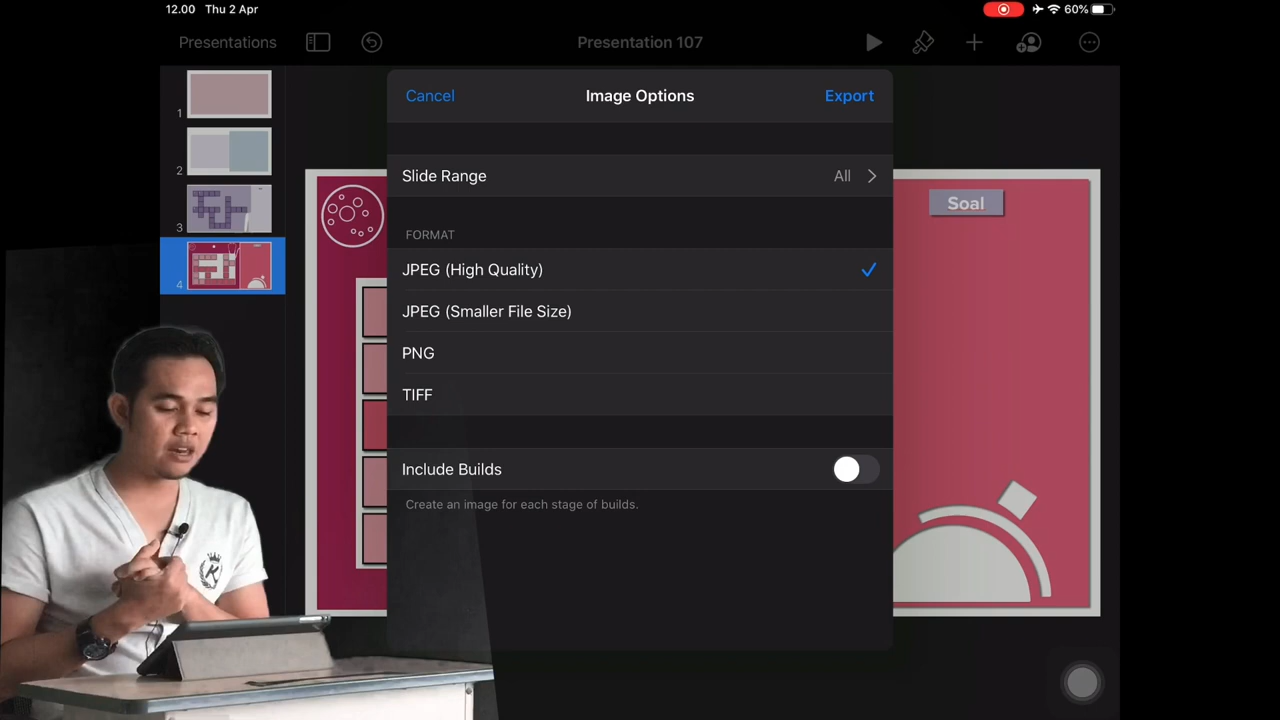 12.00 Thu 2 Apr
60%
Presentations
Presentation 107
1
2
3
4
Cancel
Image Options
Export
Slide Range
All
FORMAT
JPEG (High Quality)
JPEG (Smaller File Size)
PNG
TIFF
Include Builds
Create an image for each stage of builds.
Soal
K